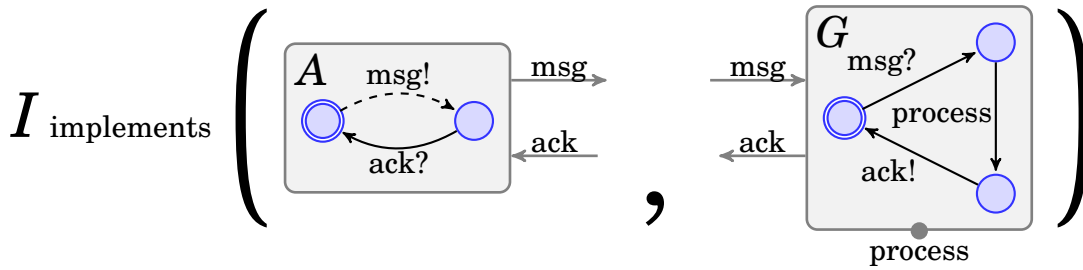 I implements ( A , G )
msg!
ack?
msg
ack
msg
ack
msg?
process
ack!
process